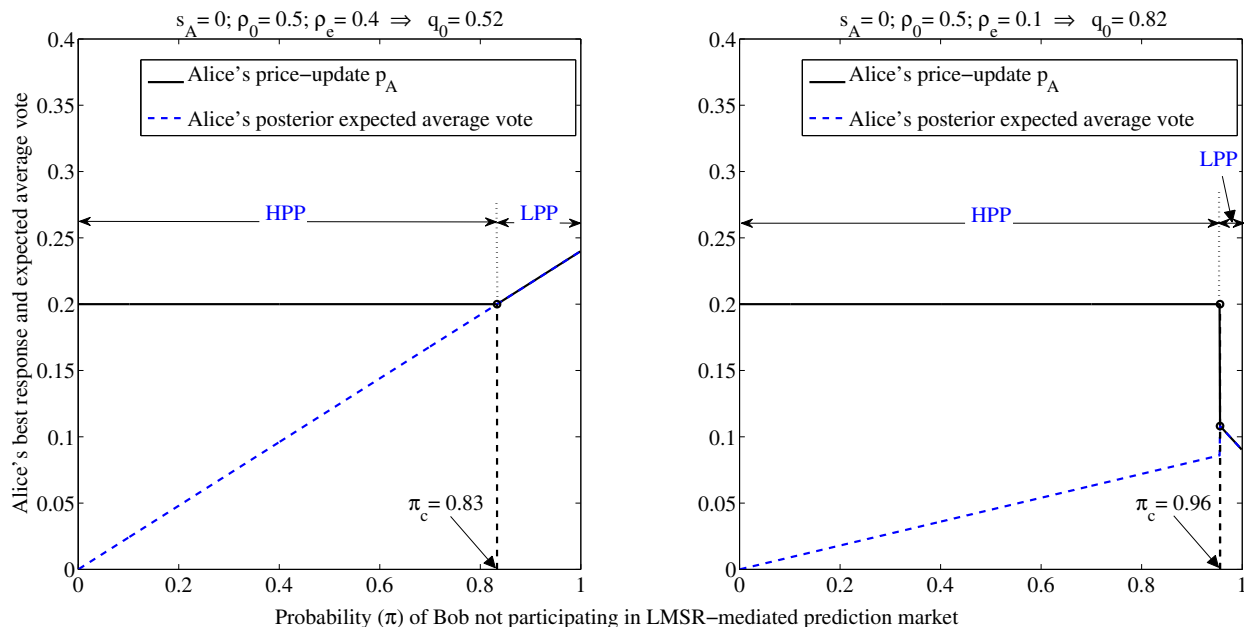 s_A = 0; ρ_0 = 0.5; ρ_e = 0.4 ⇒ q_0 = 0.52
Alice's best response and expected average vote
0.4
0.35
0.3
0.25
0.2
0.15
0.1
0.05
0
Alice's price−update p_A
Alice's posterior expected average vote
HPP
LPP
π_c = 0.83
0
0.2
0.4
0.6
0.8
1
s_A = 0; ρ_0 = 0.5; ρ_e = 0.1 ⇒ q_0 = 0.82
0.4
0.35
0.3
0.25
0.2
0.15
0.1
0.05
0
Alice's price−update p_A
Alice's posterior expected average vote
LPP
HPP
π_c = 0.96
0
0.2
0.4
0.6
0.8
1
Probability (π) of Bob not participating in LMSR−mediated prediction market